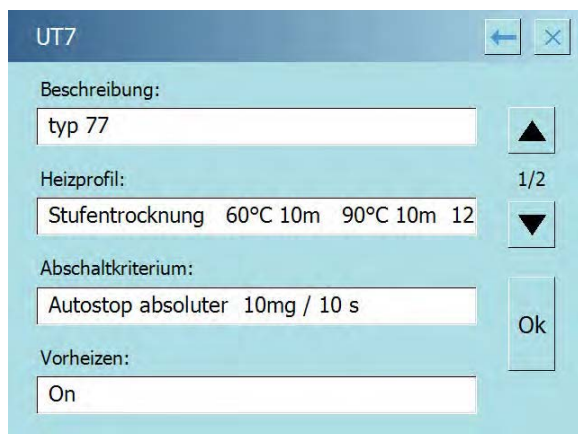 UT7
Beschreibung:
typ 77
Heizprofil:
1/2
Stufentrocknung 60°C 10m 90°C 10m 12
Abschaltkriterium:
Autostop absoluter 10mg / 10 s
Ok
Vorheizen:
On